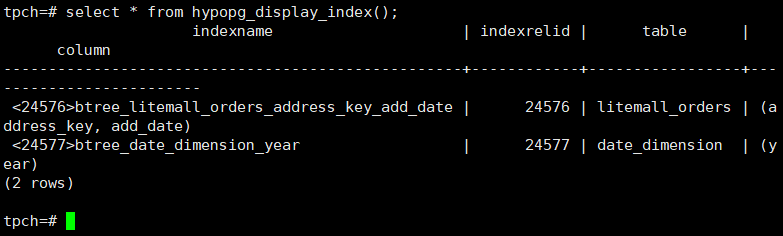 tpch=# select * from hypopg_display_index();
                     indexname                     | indexrelid |      table      |
      column
---------------------------------------------------+------------+-----------------+---
----------------------
 <24576>btree_litemall_orders_address_key_add_date |      24576 | litemall_orders | (a
ddress_key, add_date)
 <24577>btree_date_dimension_year                  |      24577 | date_dimension  | (y
ear)
(2 rows)
tpch=#